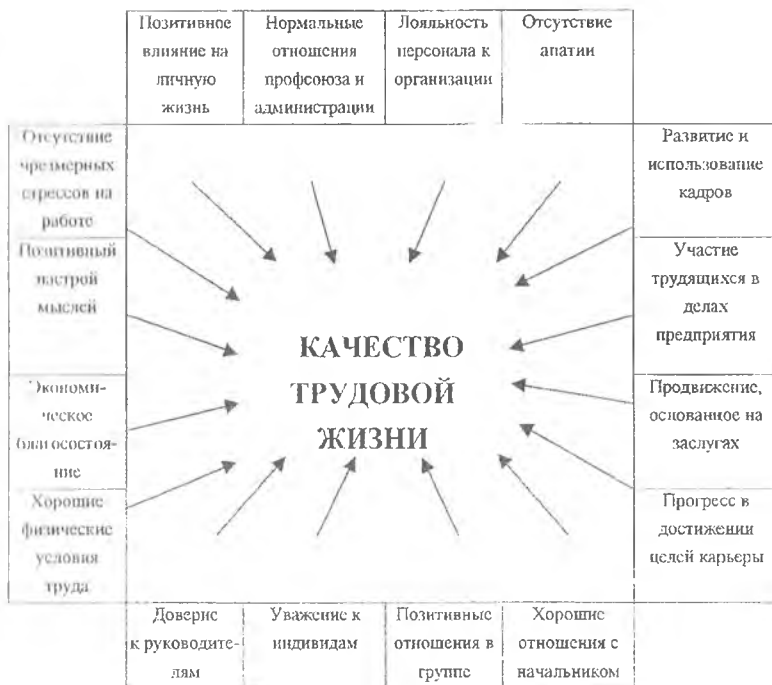 Позитивное
влияние на
личную
жизнь
Нормальные
отношения
профсоюза и
администрации
Лояльность
персонала к
организации
Отсутствие
апатии
Отсутствие
чрезмерных
стрессов на
работе
Позитивный
настрой
мыслей
Экономи-
ческое
благосостоя-
ние
Хорошие
физические
условия
труда
КАЧЕСТВО
ТРУДОВОЙ
ЖИЗНИ
Развитие и
использование
кадров
Участие
трудящихся в
делах
предприятия
Продвижение,
основанное на
заслугах
Прогресс в
достижении
целей карьеры
Доверие
к руководите-
лям
Уважение к
индивидам
Позитивные
отношения в
группе
Хорошие
отношения с
начальником